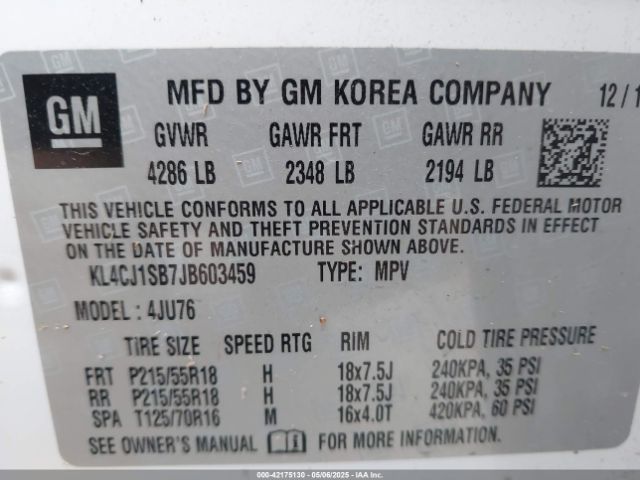 GM
MFD BY GM KOREA COMPANY 12/1
GVWR GAWR FRT GAWR RR
4286 LB 2348 LB 2194 LB
THIS VEHICLE CONFORMS TO ALL APPLICABLE U.S. FEDERAL MOTOR
VEHICLE SAFETY AND THEFT PREVENTION STANDARDS IN EFFECT
ON THE DATE OF MANUFACTURE SHOWN ABOVE.
KL4CJ1SB7JB603459 TYPE: MPV
MODEL : 4JU76
TIRE SIZE SPEED RTG RIM COLD TIRE PRESSURE
FRT P215/55R18 H 18x7.5J 240KPA, 35 PSI
RR P215/55R18 H 18x7.5J 240KPA, 35 PSI
SPA T125/70R16 M 16x4.0T 420KPA, 60 PSI
SEE OWNER'S MANUAL FOR MORE INFORMATION.
000-42175130 - 05/06/2025 - IAAI.COM